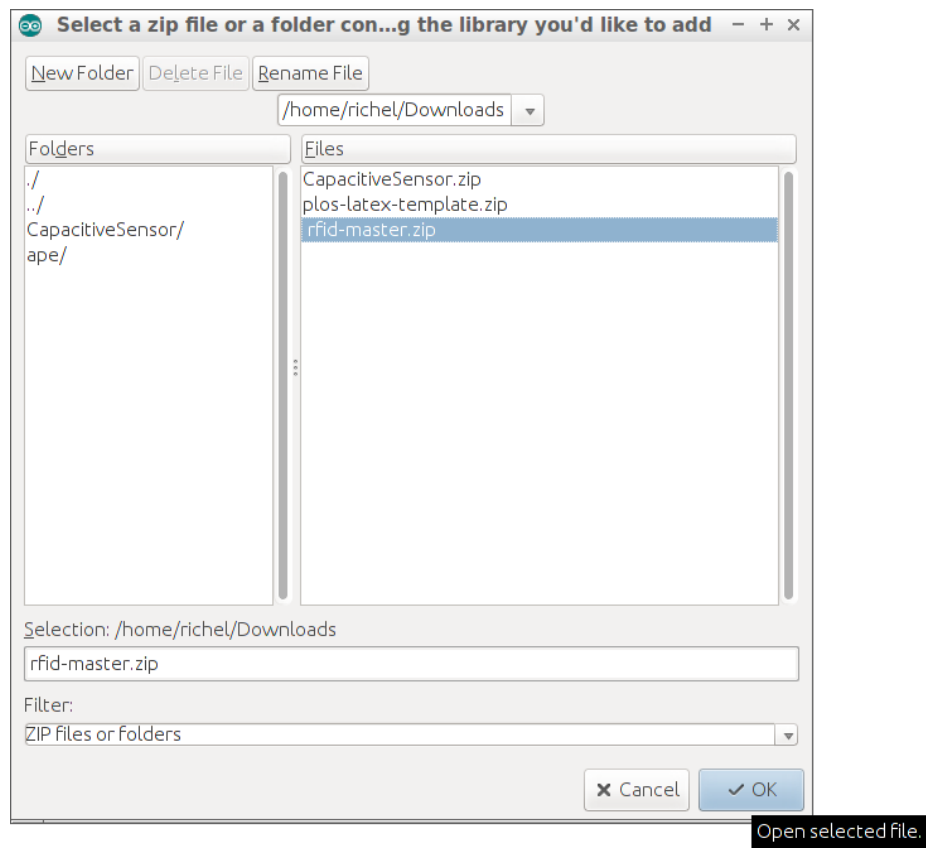 Select a zip file or a folder con...g the library you'd like to add
New Folder Delete File Rename File
/home/richel/Downloads
Folders Files
./ CapacitiveSensor.zip
../ plos-latex-template.zip
CapacitiveSensor/ rfid-master.zip
ape/
Selection: /home/richel/Downloads
rfid-master.zip
Filter:
ZIP files or folders
Cancel OK
Open selected file.